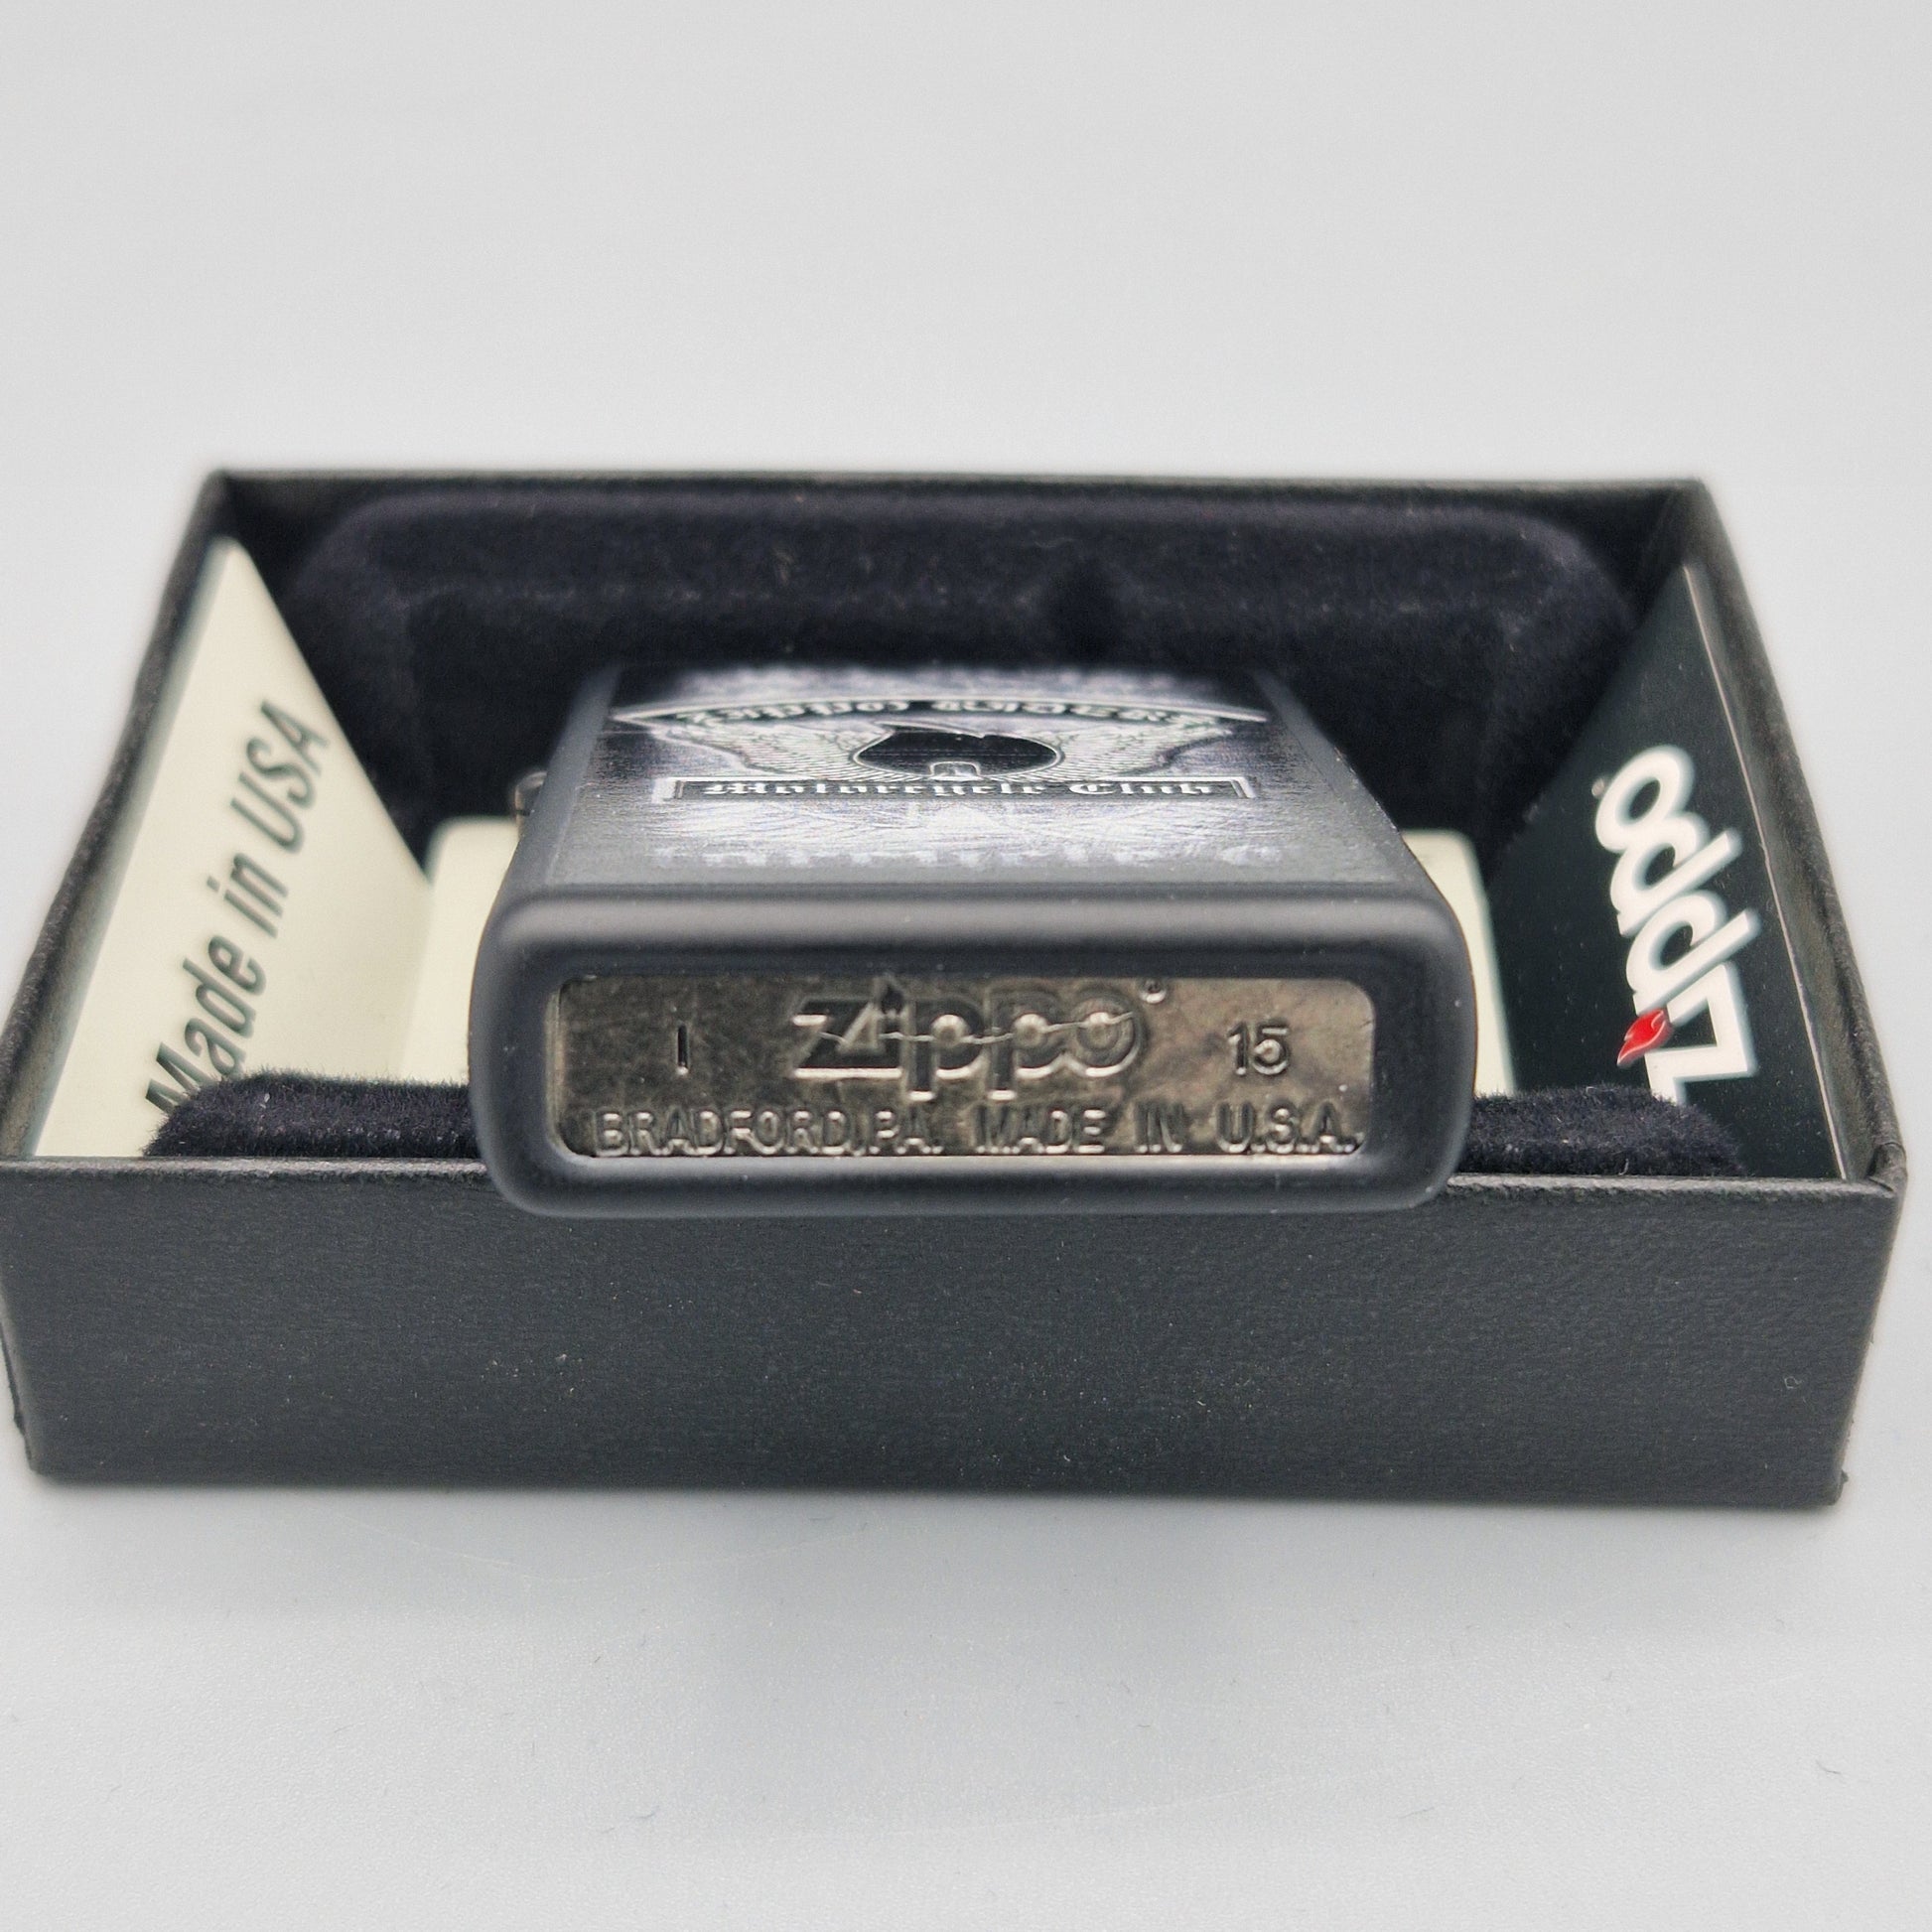 Made in USA
zippo
Motorcycle Club
I zippo® 15
BRADFORD, PA. MADE IN U.S.A.